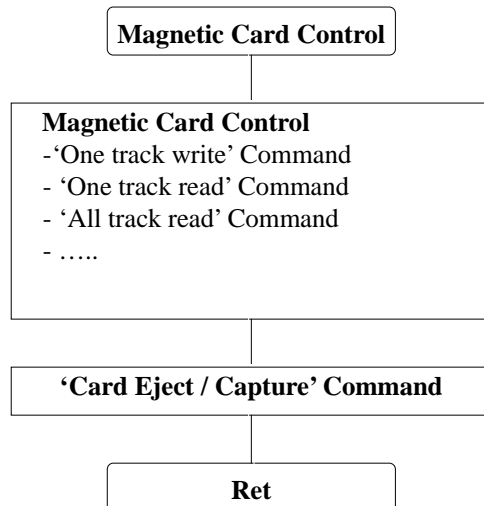 Magnetic Card Control
Magnetic Card Control
-‘One track write’ Command
- ‘One track read’ Command
- ‘All track read’ Command
- …..
‘Card Eject / Capture’ Command
Ret